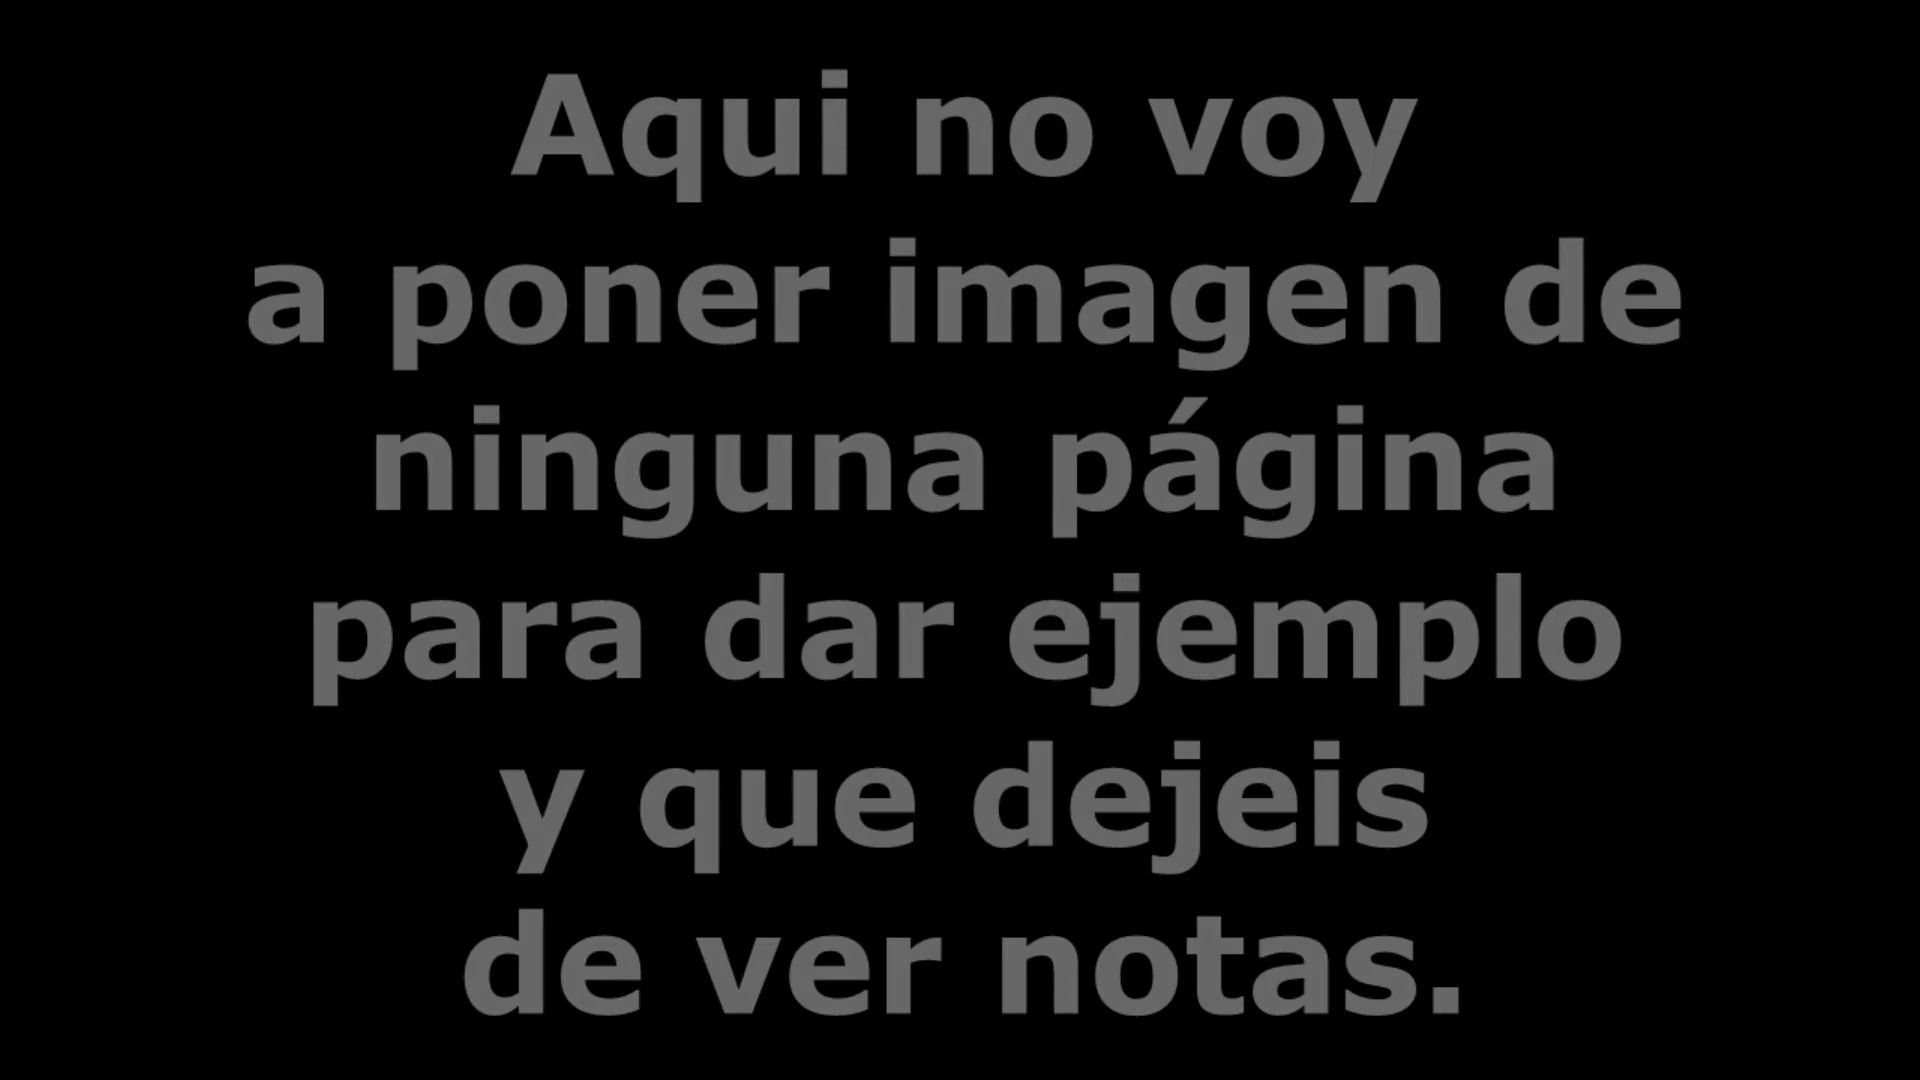 Aqui no voy
a poner imagen de
ninguna página
para dar ejemplo
y que dejeis
de ver notas.